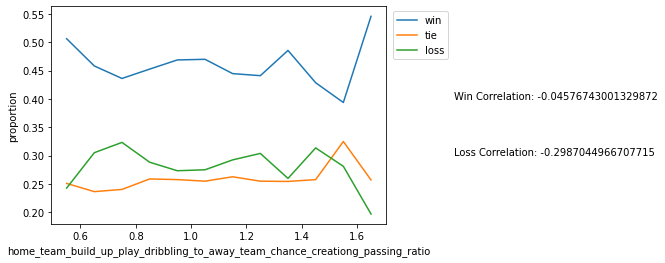 0.55
0.50
0.45
0.40
0.35
0.30
0.25
0.20
proportion
0.6
0.8
1.0
1.2
1.4
1.6
home_team_build_up_play_dribbling_to_away_team_chance_creationg_passing_ratio
win
tie
loss
Win Correlation: -0.04576743001329872
Loss Correlation: -0.2987044966707715